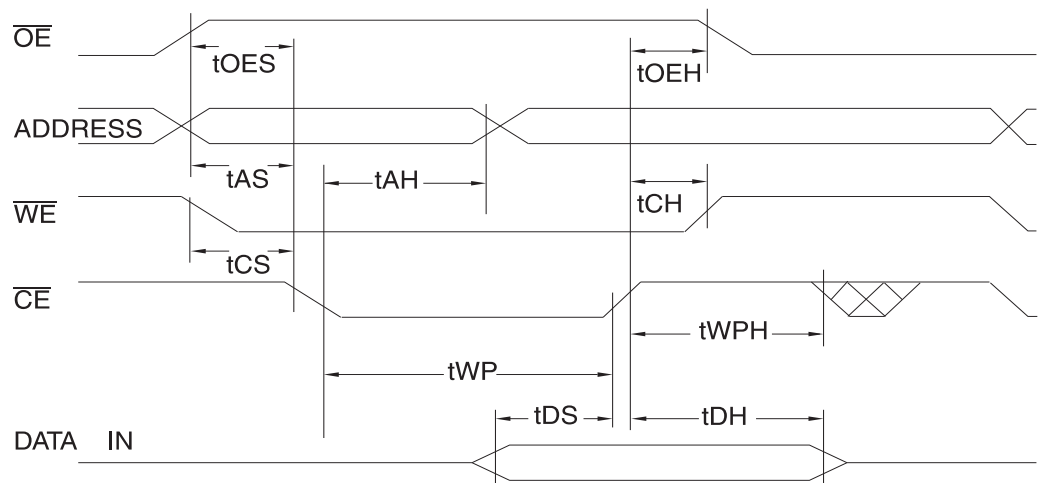 OE
tOES
tOEH
ADDRESS
tAS
tAH
tCH
WE
tCS
CE
tWPH
tWP
tDS
tDH
DATA IN